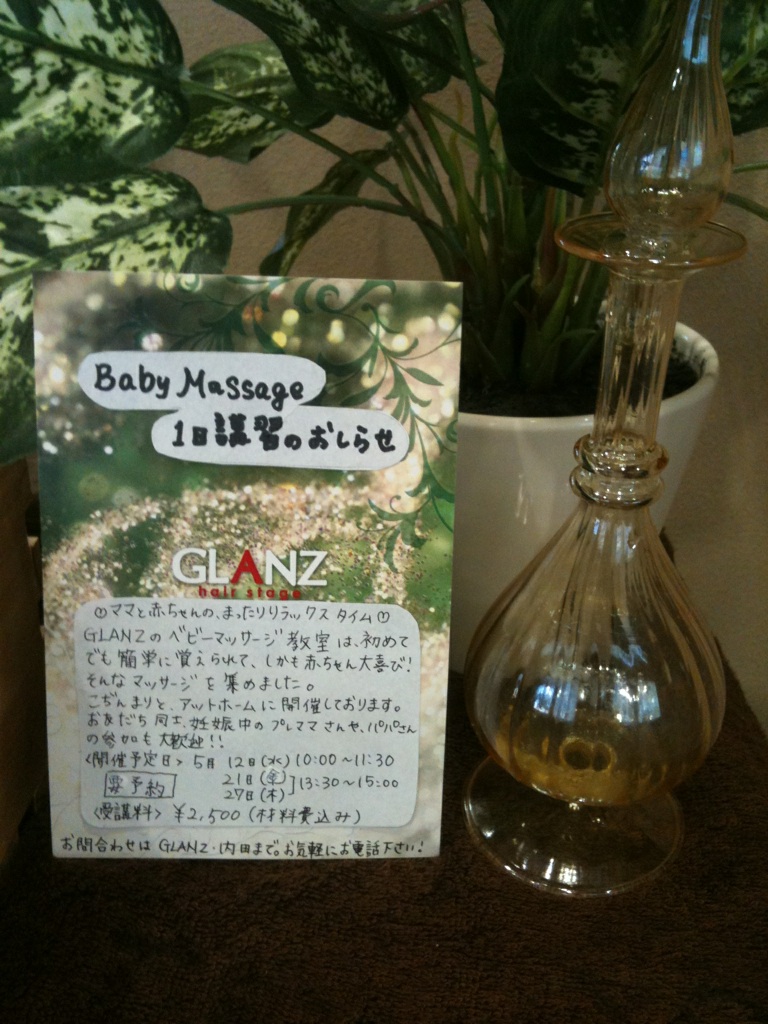 Baby Massage
1日講習のおしらせ
GLANZ
hair stage
ママと赤ちゃんの、まったりリラックスタイム
GLANZのベビーマッサージ教室は、初めて
でも簡単に覚えられて、しかも赤ちゃん大喜び!
そんなマッサージを集めました。
こぢんまりと、アットホームに開催しております。
お友だち同士、妊娠中のプレママさんや、パパさん
の参加も大歓迎!!
<開催予定日> 5月 12日(水) 10:00〜11:30
要予約 21日(金) 13:30〜15:00
27日(木)
<受講料> ¥2,500 (材料費込み)
お問合わせは GLANZ・内田まで。お気軽にお電話下さい!